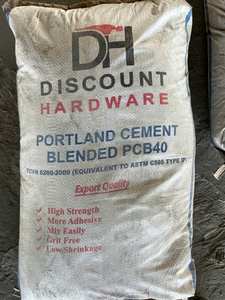 DH
DISCOUNT
HARDWARE
PORTLAND CEMENT
BLENDED PCB40
TCVN 6260-2009 (EQUIVALENT TO ASTM C595 TYPE IP)
Export Quality
✓ High Strength
✓ More Adhesive
✓ Mix Easily
✓ Grit Free
✓ Low Shrinkage